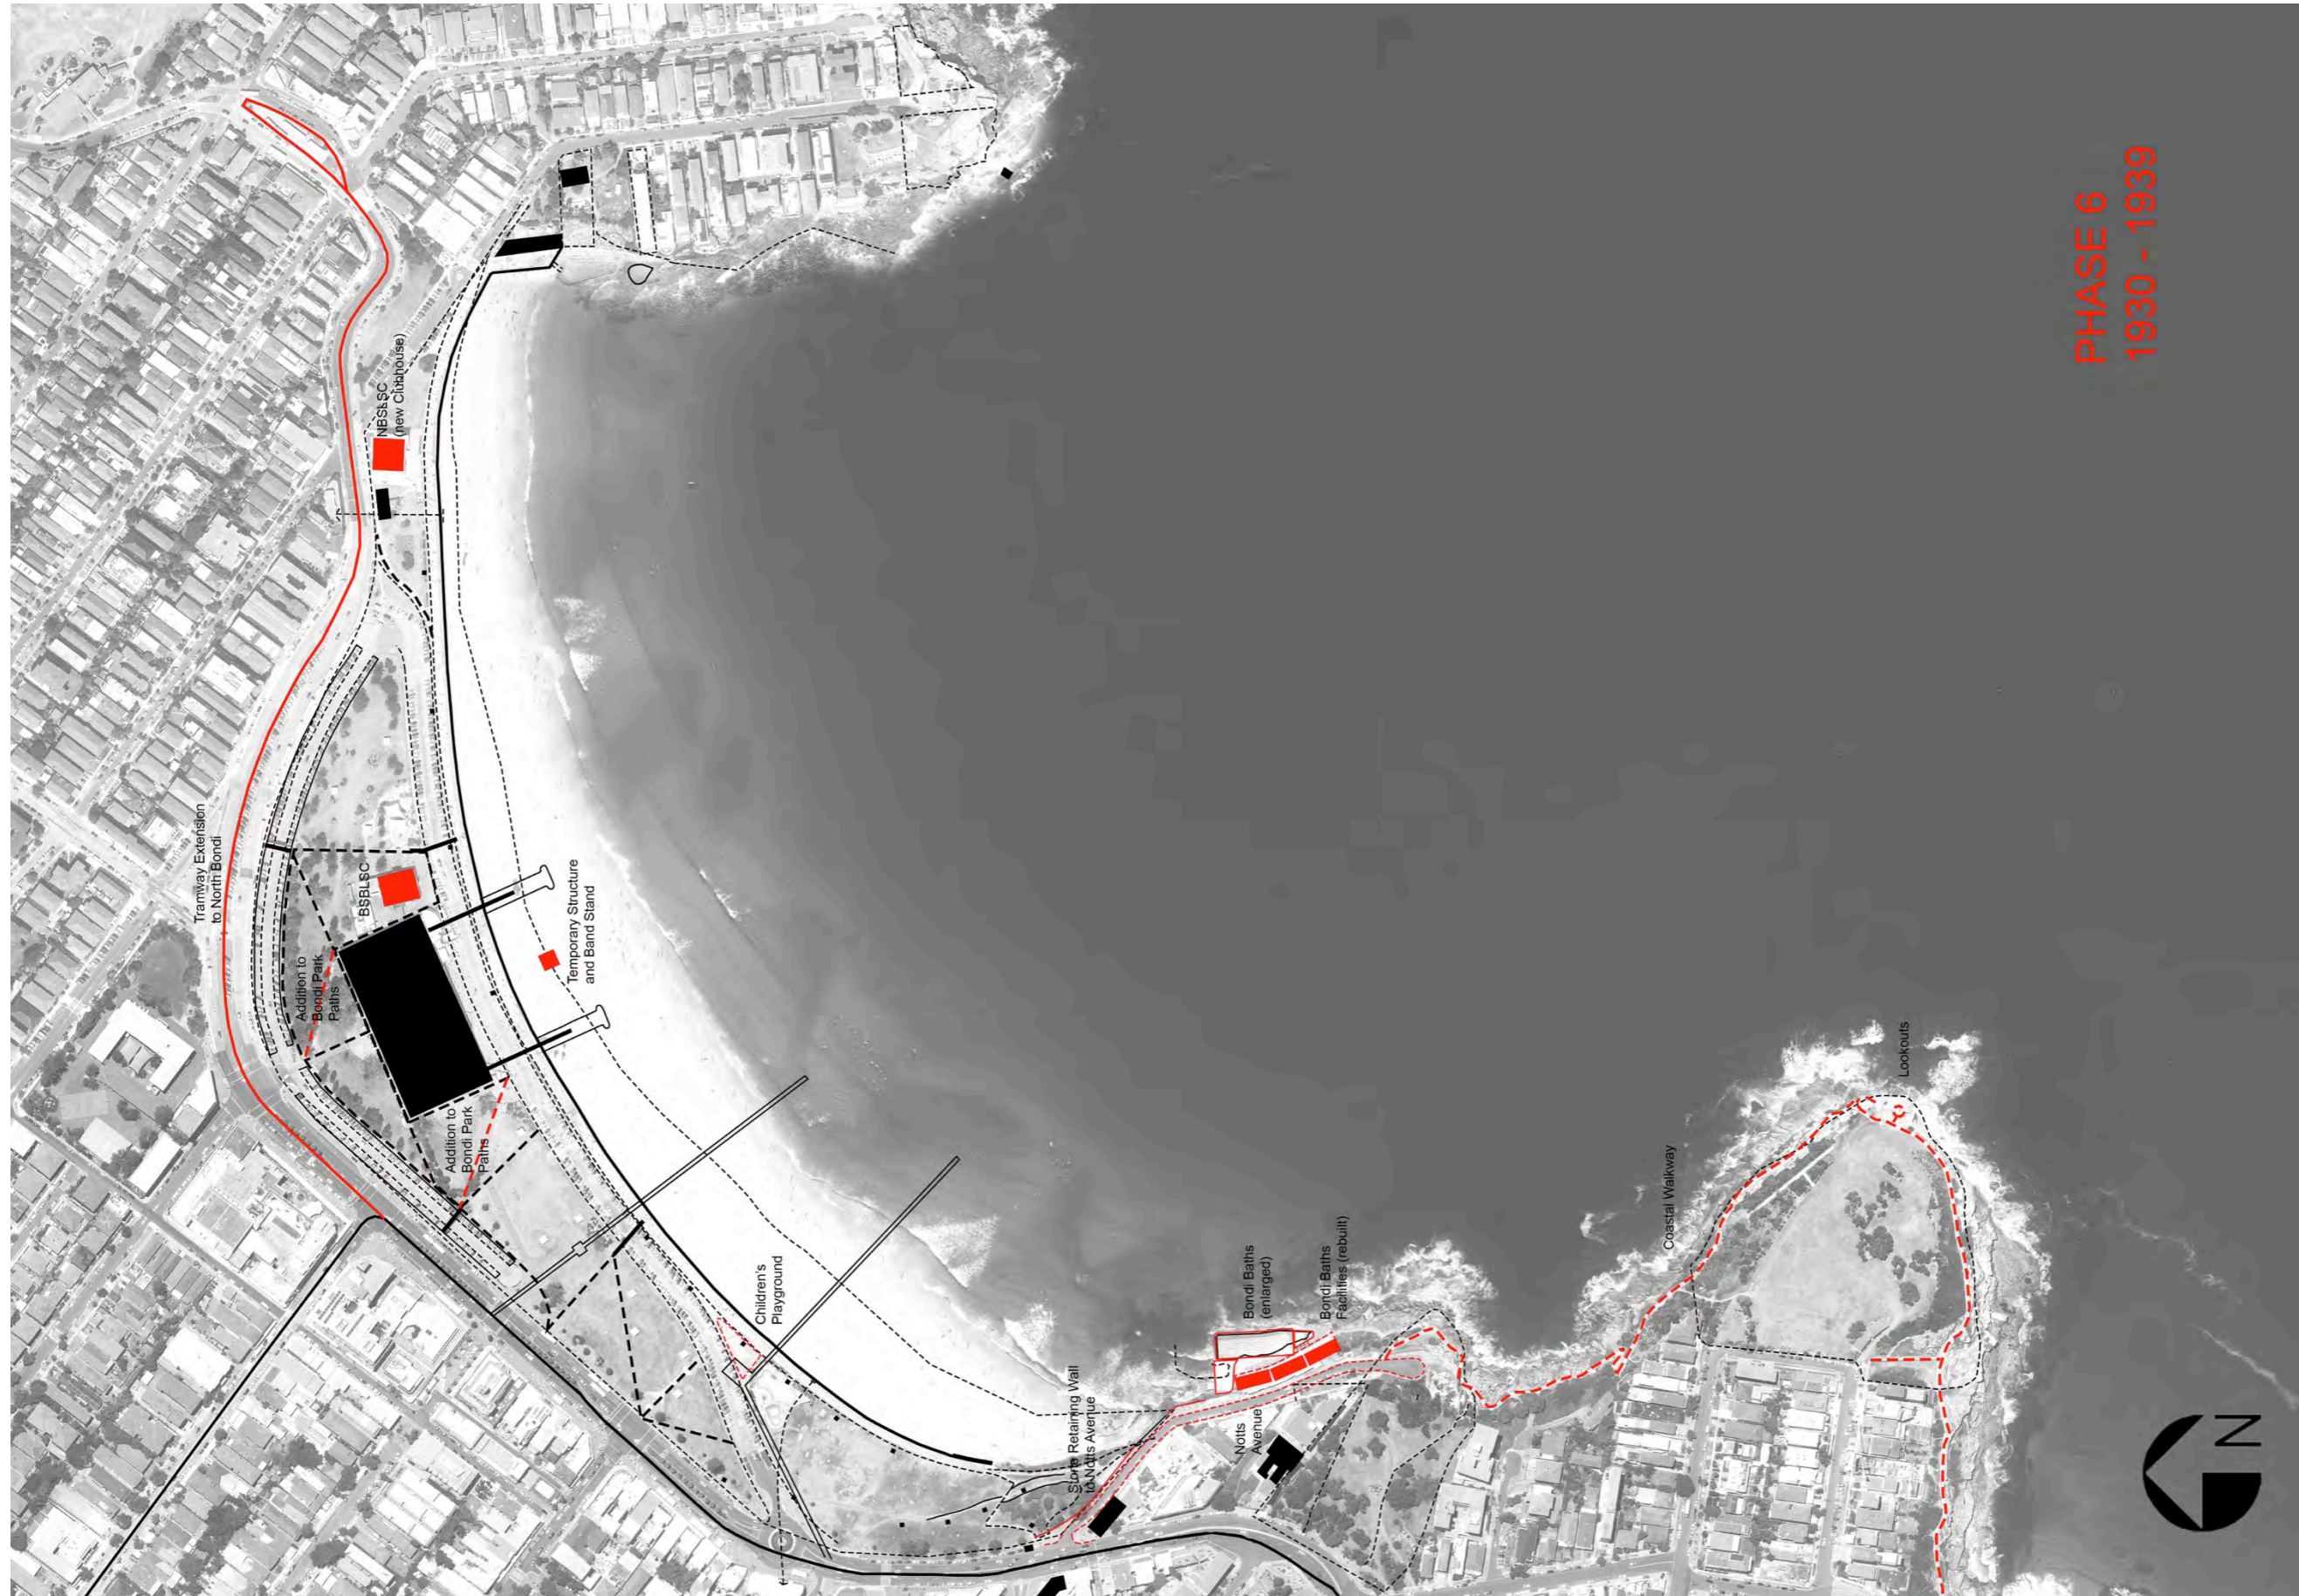 PHASE 6
1930 - 1939
NBSLSC
(new Clubhouse)
Tramway Extension
to North Bondi
BSBLSC
Temporary Structure
and Band Stand
Addition to
Bondi Park
Paths
Addition to
Bondi Park
Paths
Children's
Playground
Stone Retaining Wall
to Notts Avenue
Bondi Baths
(enlarged)
Bondi Baths
Facilities (rebuilt)
Notts
Avenue
Coastal Walkway
Lookouts
N